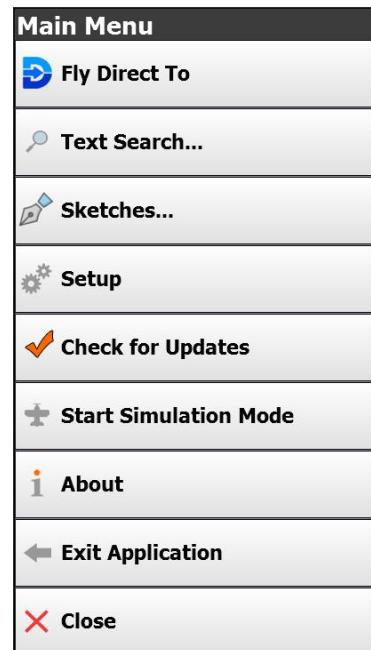 Main Menu
Fly Direct To
Text Search...
Sketches...
Setup
Check for Updates
Start Simulation Mode
About
Exit Application
Close